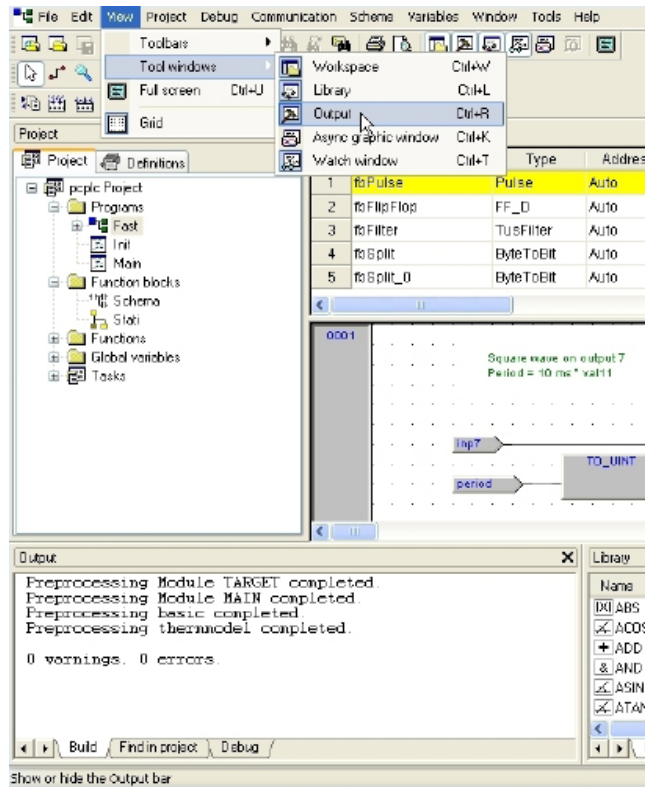 File Edit View Project Debug Communication Scheme Variables Window Tools Help
Toolbars
Tool windows
Full screen Ctrl+U
Grid
Workspace Ctrl+W
Library Ctrl+L
Output Ctrl+R
Async graphic window Ctrl+K
Watch window Ctrl+T
Project
Project Definitions
pcplc Project
Programs
Fast
Init
Main
Function blocks
Schema
Stati
Functions
Global variables
Tasks
Type Addres
1 fbPulse Pulse Auto
2 fbFlipFlop FF_D Auto
3 fbFilter TusFilter Auto
4 fbSplit ByteToBit Auto
5 fbSplit_0 ByteToBit Auto
0001
Square wave on output 7
Period = 10 ms * val11
inp7
TO_UINT
period
Output
Preprocessing Module TARGET completed.
Preprocessing Module MAIN completed.
Preprocessing basic completed.
Preprocessing thermmodel completed.
0 warnings, 0 errors.
Build Find in project Debug
Library
Name
ABS
ACOS
ADD
AND
ASIN
ATAN
Show or hide the Output bar